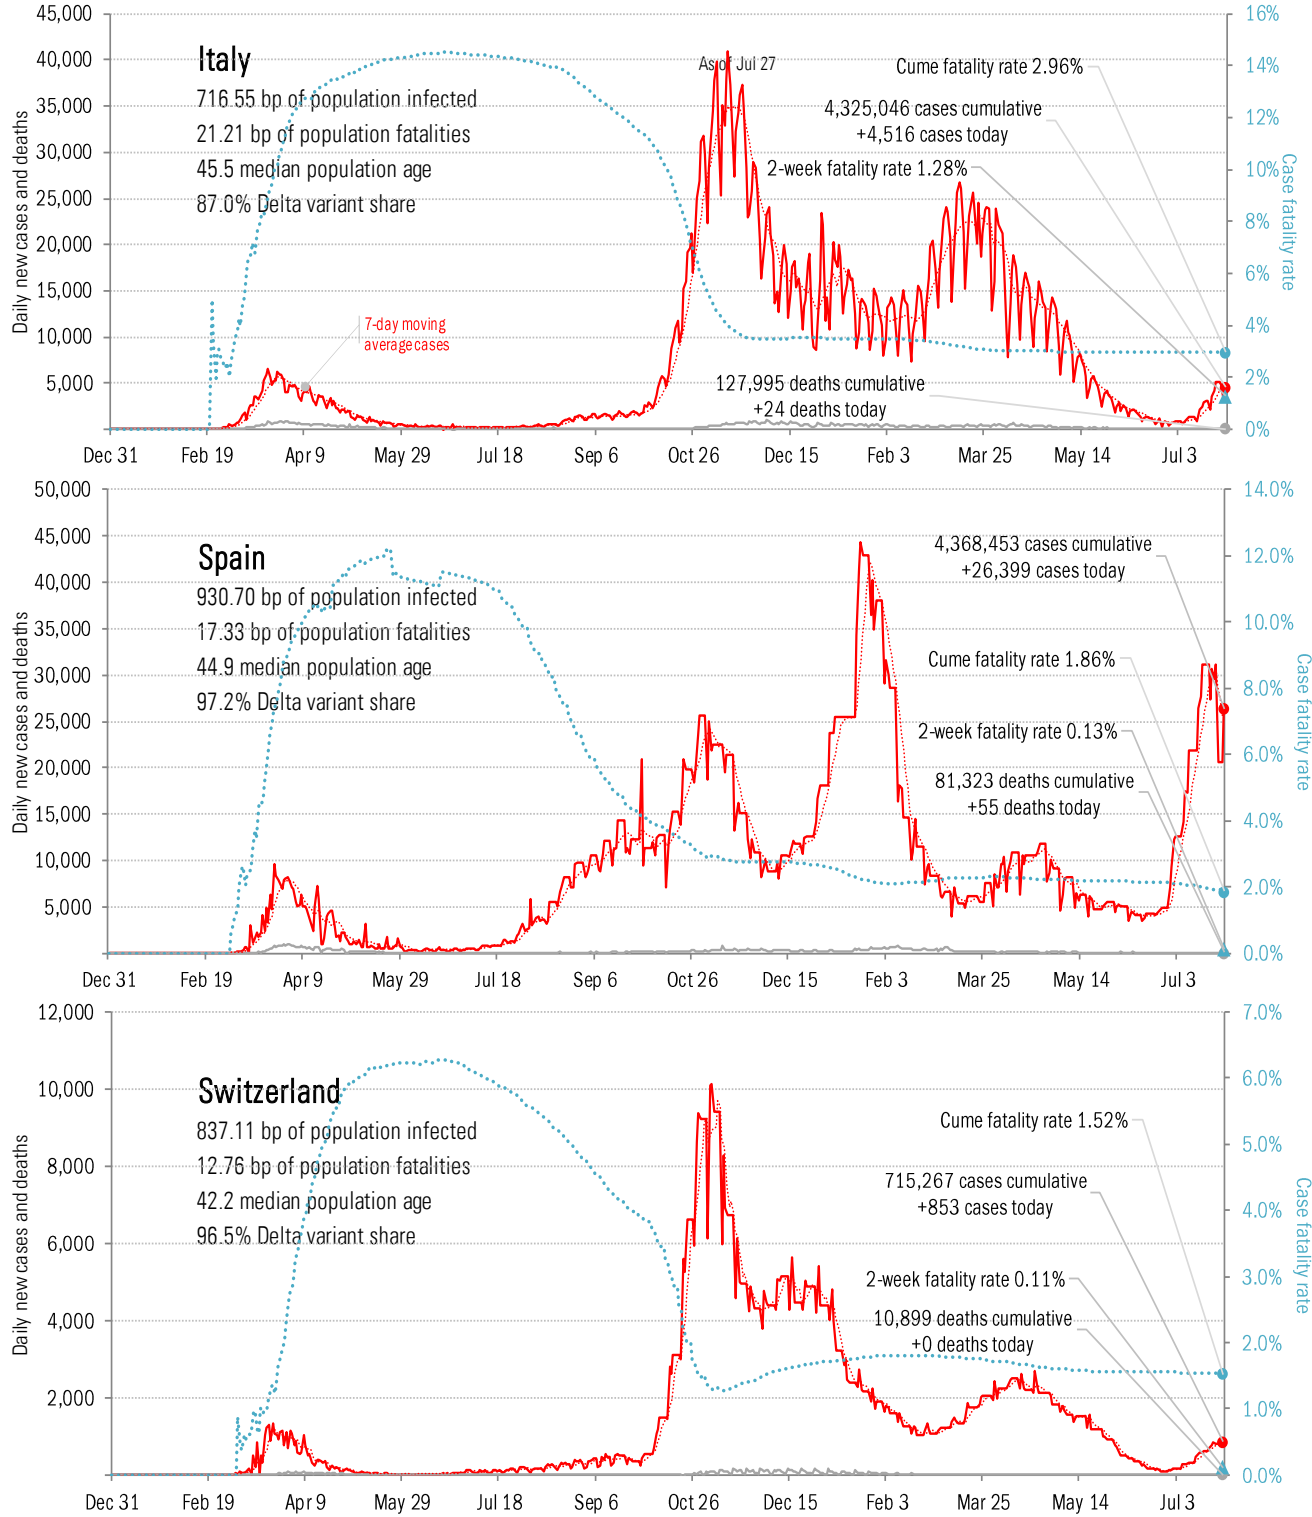 45,000
40,000
35,000
30,000
25,000
20,000
15,000
10,000
5,000
Daily new cases and deaths
16%
14%
12%
10%
8%
6%
4%
2%
0%
Case fatality rate
Italy
716.55 bp of population infected
21.21 bp of population fatalities
45.5 median population age
87.0% Delta variant share
As of Jul 27
Cume fatality rate 2.96%
4,325,046 cases cumulative
+4,516 cases today
2-week fatality rate 1.28%
7-day moving
average cases
127,995 deaths cumulative
+24 deaths today
Dec 31 Feb 19 Apr 9 May 29 Jul 18 Sep 6 Oct 26 Dec 15 Feb 3 Mar 25 May 14 Jul 3
50,000
45,000
40,000
35,000
30,000
25,000
20,000
15,000
10,000
5,000
Daily new cases and deaths
14.0%
12.0%
10.0%
8.0%
6.0%
4.0%
2.0%
0.0%
Case fatality rate
Spain
930.70 bp of population infected
17.33 bp of population fatalities
44.9 median population age
97.2% Delta variant share
4,368,453 cases cumulative
+26,399 cases today
Cume fatality rate 1.86%
2-week fatality rate 0.13%
81,323 deaths cumulative
+55 deaths today
Dec 31 Feb 19 Apr 9 May 29 Jul 18 Sep 6 Oct 26 Dec 15 Feb 3 Mar 25 May 14 Jul 3
12,000
10,000
8,000
6,000
4,000
2,000
Daily new cases and deaths
7.0%
6.0%
5.0%
4.0%
3.0%
2.0%
1.0%
0.0%
Case fatality rate
Switzerland
837.11 bp of population infected
12.76 bp of population fatalities
42.2 median population age
96.5% Delta variant share
Cume fatality rate 1.52%
715,267 cases cumulative
+853 cases today
2-week fatality rate 0.11%
10,899 deaths cumulative
+0 deaths today
Dec 31 Feb 19 Apr 9 May 29 Jul 18 Sep 6 Oct 26 Dec 15 Feb 3 Mar 25 May 14 Jul 3